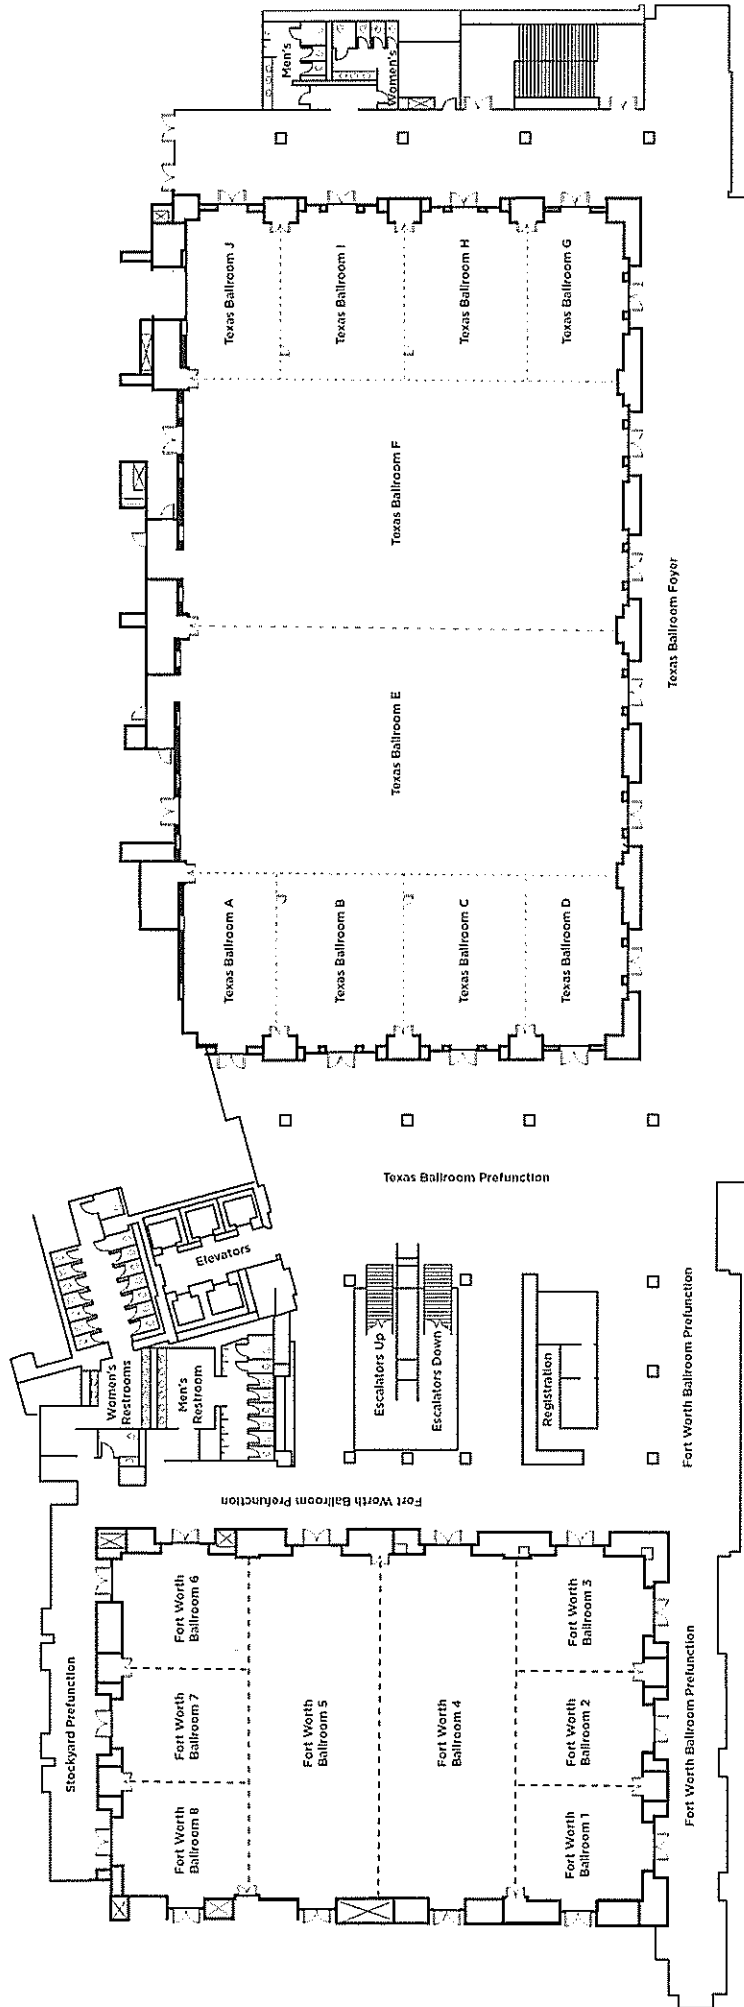 Men's
Women's
Texas Ballroom J
Texas Ballroom I
Texas Ballroom H
Texas Ballroom G
Texas Ballroom F
Texas Ballroom E
Texas Ballroom Foyer
Texas Ballroom A
Texas Ballroom B
Texas Ballroom C
Texas Ballroom D
Texas Ballroom Prefunction
Elevators
Women's
Restrooms
Men's
Restroom
Escalators Up
Escalators Down
Registration
Fort Worth Ballroom Prefunction
Fort Worth Ballroom Prefunction
Stockyard Prefunction
Fort Worth
Ballroom 6
Fort Worth
Ballroom 7
Fort Worth
Ballroom 8
Fort Worth
Ballroom 5
Fort Worth
Ballroom 4
Fort Worth
Ballroom 3
Fort Worth
Ballroom 2
Fort Worth
Ballroom 1
Fort Worth Ballroom Prefunction